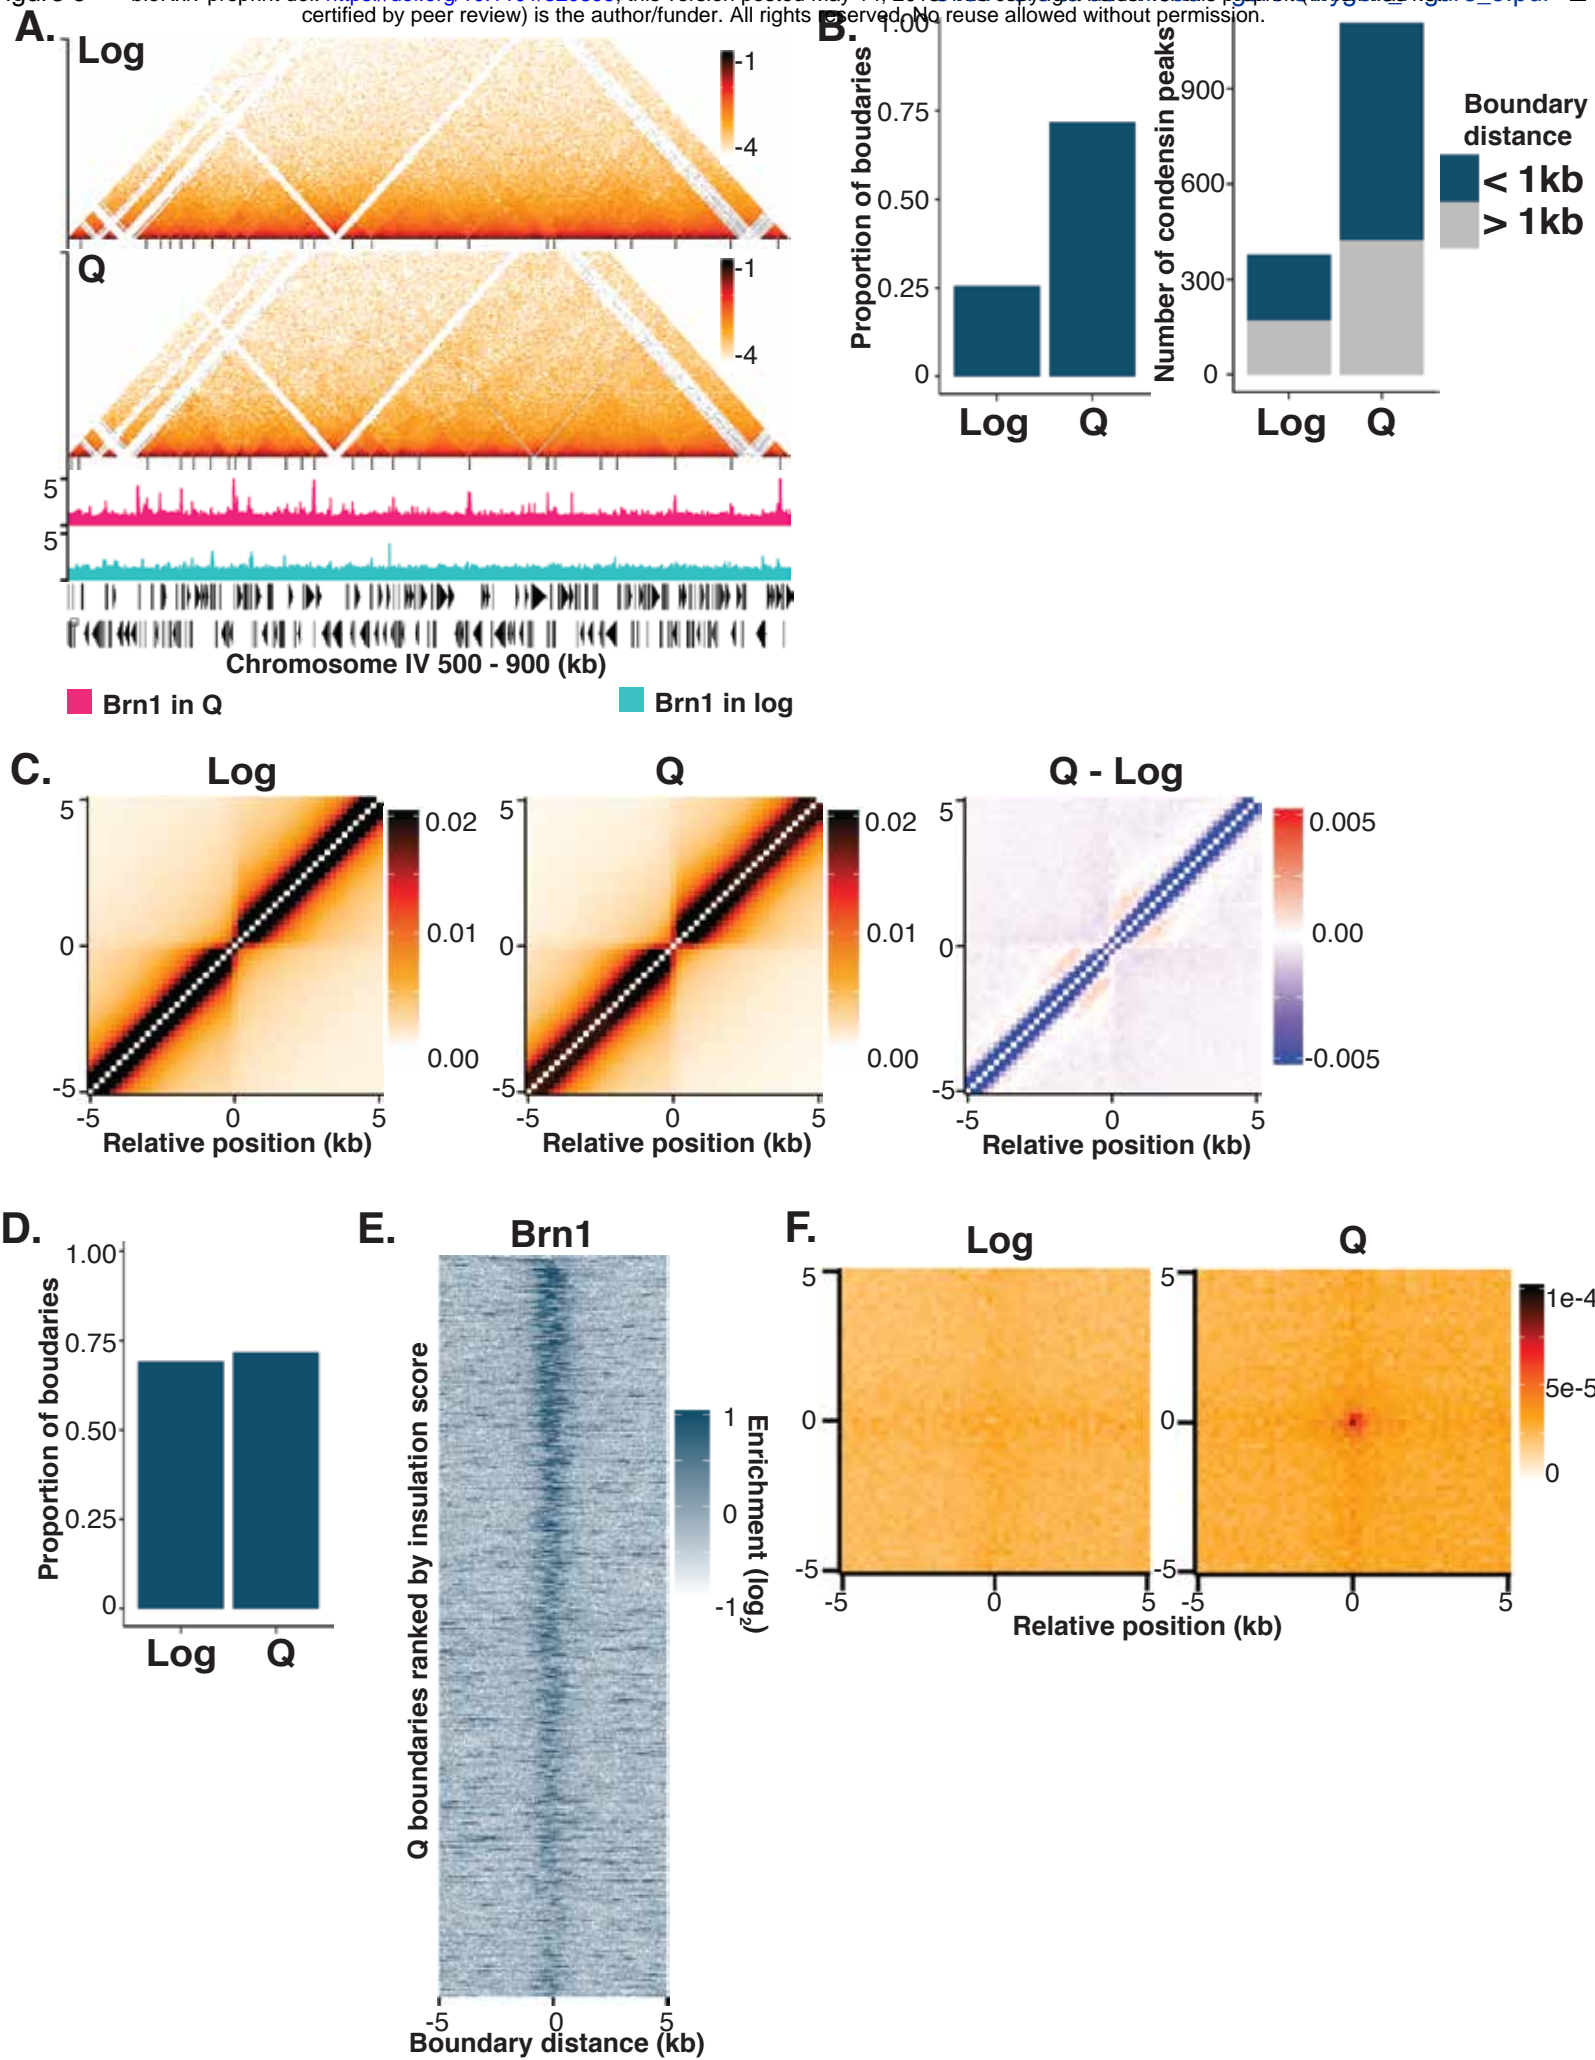 certified by peer review) is the author/funder. All rights reserved. No reuse allowed without permission.
A.
Log
-1
-4
Q
-1
-4
5
5
Chromosome IV 500 - 900 (kb)
Brn1 in Q
Brn1 in log
B.
Proportion of boudaries
1.00
0.75
0.50
0.25
0
Log
Q
Number of condensin peaks
900
600
300
0
Log
Q
Boundary
distance
< 1kb
> 1kb
C.
Log
5
0
-5
-5
0
5
Relative position (kb)
0.02
0.01
0.00
Q
5
0
-5
-5
0
5
Relative position (kb)
0.02
0.01
0.00
Q - Log
5
0
-5
-5
0
5
Relative position (kb)
0.005
0.00
-0.005
D.
Proportion of boudaries
1.00
0.75
0.50
0.25
0
Log
Q
E.
Brn1
Q boundaries ranked by insulation score
-5
0
5
Boundary distance (kb)
1
0
-1
Enrichment (log2)
F.
Log
5
0
-5
-5
0
5
Q
5
0
-5
-5
0
5
Relative position (kb)
1e-4
5e-5
0